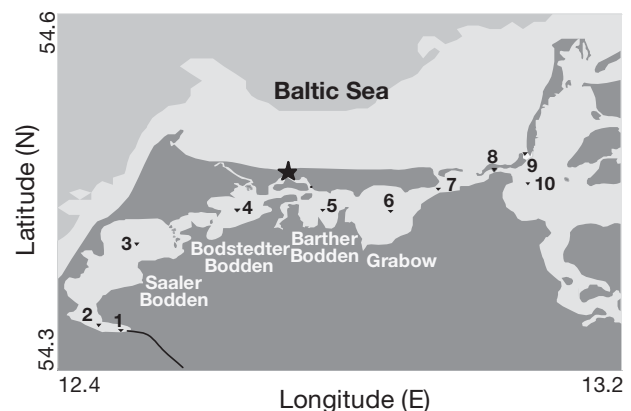 54.6
Latitude (N)
54.3
Baltic Sea
8
9
10
7
6
5
4
3
Bodstedter
Bodden
Barther
Bodden
Grabow
Saaler
Bodden
2
1
12.4
13.2
Longitude (E)